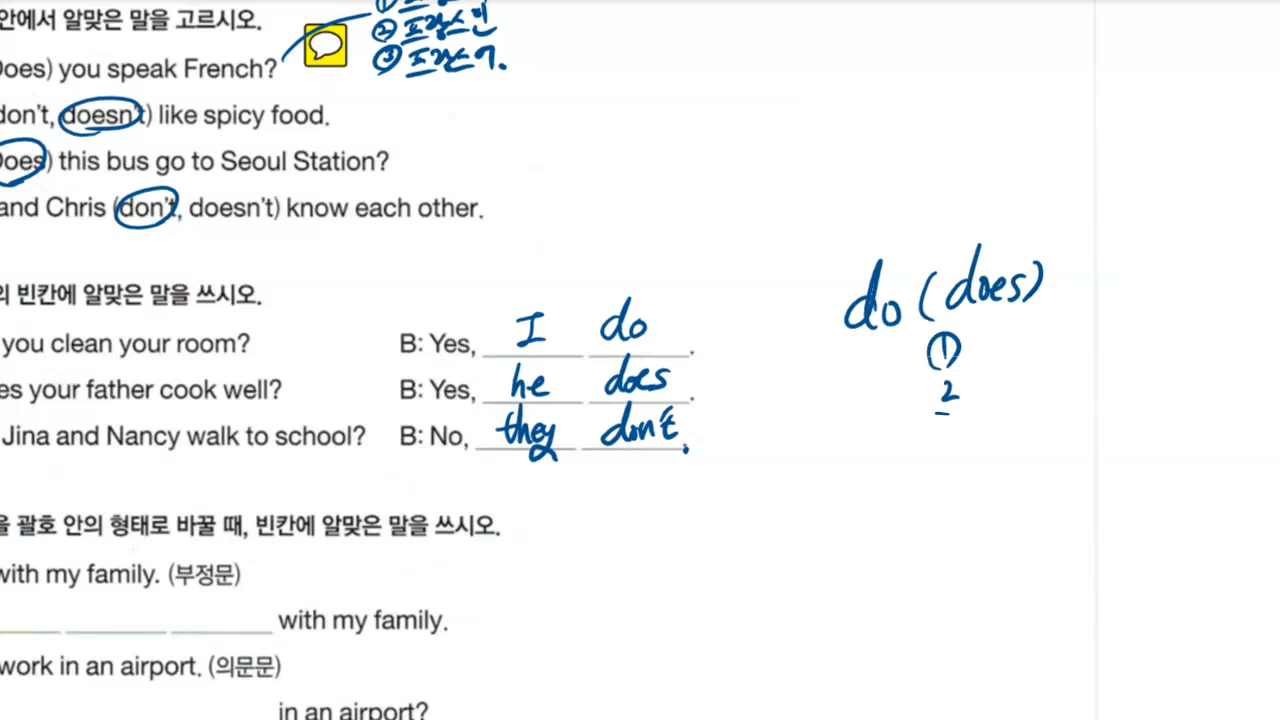 안에서 알맞은 말을 고르시오.
② 프랑스인
③ 프랑스어.
Does) you speak French?
don't, doesn't) like spicy food.
Does) this bus go to Seoul Station?
and Chris (don't, doesn't) know each other.
do (does)
①
2
의 빈칸에 알맞은 말을 쓰시오.
you clean your room? B: Yes, I do.
es your father cook well? B: Yes, he does.
Jina and Nancy walk to school? B: No, they don't.
을 괄호 안의 형태로 바꿀 때, 빈칸에 알맞은 말을 쓰시오.
with my family. (부정문)
with my family.
work in an airport. (의문문)
in an airport?